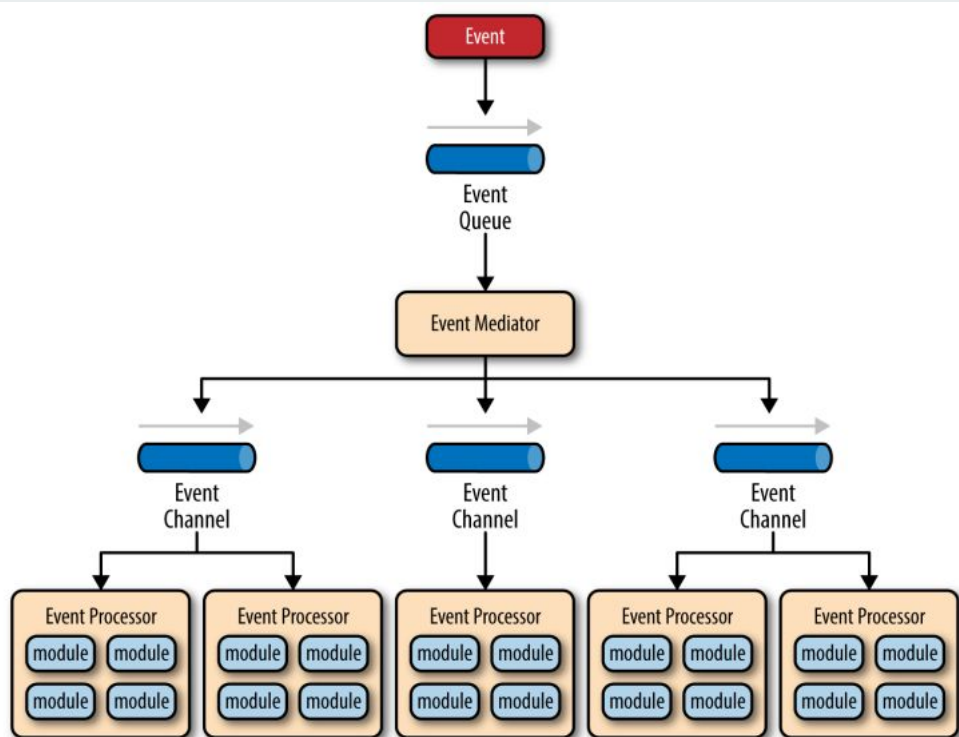 Event
Event
Queue
Event Mediator
Event
Channel
Event
Channel
Event
Channel
Event Processor
module module
module module
Event Processor
module module
module module
Event Processor
module module
module module
Event Processor
module module
module module
Event Processor
module module
module module